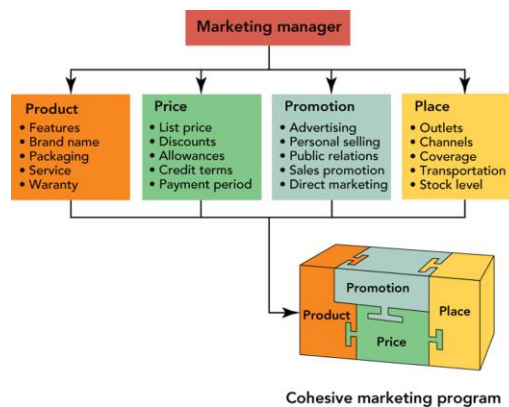 Marketing manager
Product
• Features
• Brand name
• Packaging
• Service
• Warranty
Price
• List price
• Discounts
• Allowances
• Credit terms
• Payment period
Promotion
• Advertising
• Personal selling
• Public relations
• Sales promotion
• Direct marketing
Place
• Outlets
• Channels
• Coverage
• Transportation
• Stock level
Promotion
Product
Place
Price
Cohesive marketing program